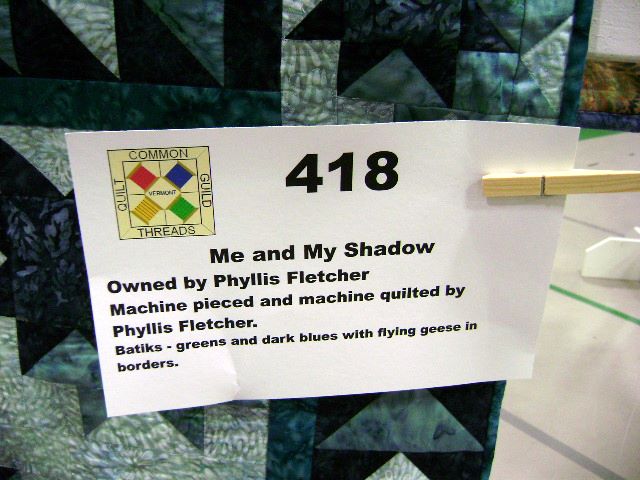 COMMON
QUILT
VERMONT
GUILD
THREADS
418
Me and My Shadow
Owned by Phyllis Fletcher
Machine pieced and machine quilted by
Phyllis Fletcher.
Batiks - greens and dark blues with flying geese in
borders.